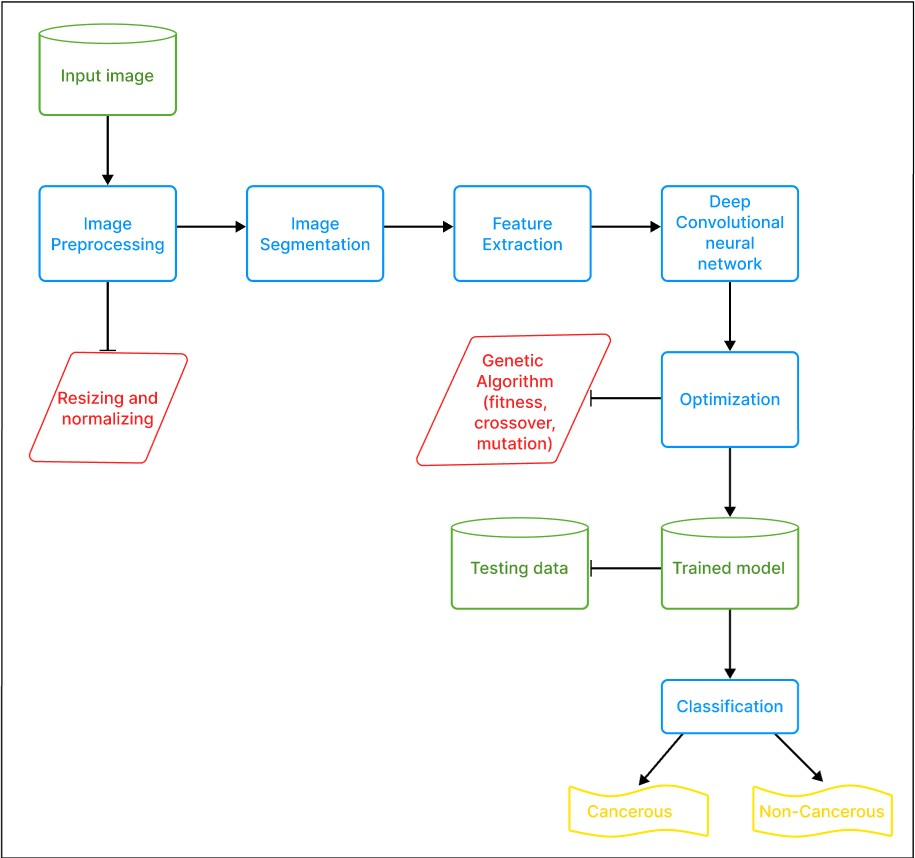 Input image
Image
Preprocessing
Image
Segmentation
Feature
Extraction
Deep
Convolutional
neural
network
Resizing and
normalizing
Genetic
Algorithm
(fitness,
crossover,
mutation)
Optimization
Testing data
Trained model
Classification
Cancerous
Non-Cancerous